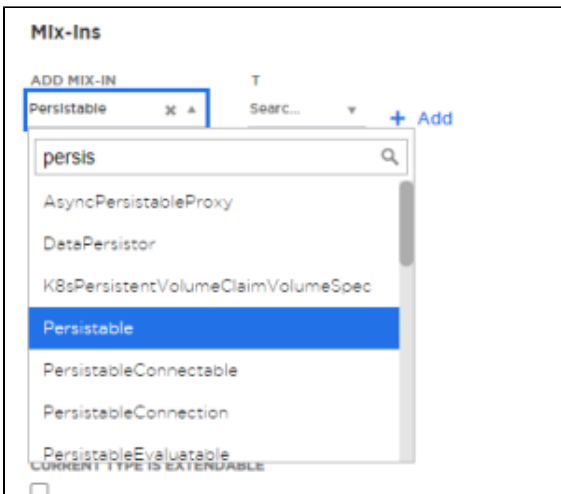 Mix-Ins
ADD MIX-IN T
Persistable Searc... + Add
persis
AsyncPersistableProxy
DataPersistor
K8sPersistentVolumeClaimVolumeSpec
Persistable
PersistableConnectable
PersistableConnection
PersistableEvaluatable
CURRENT TYPE IS EXTENDABLE